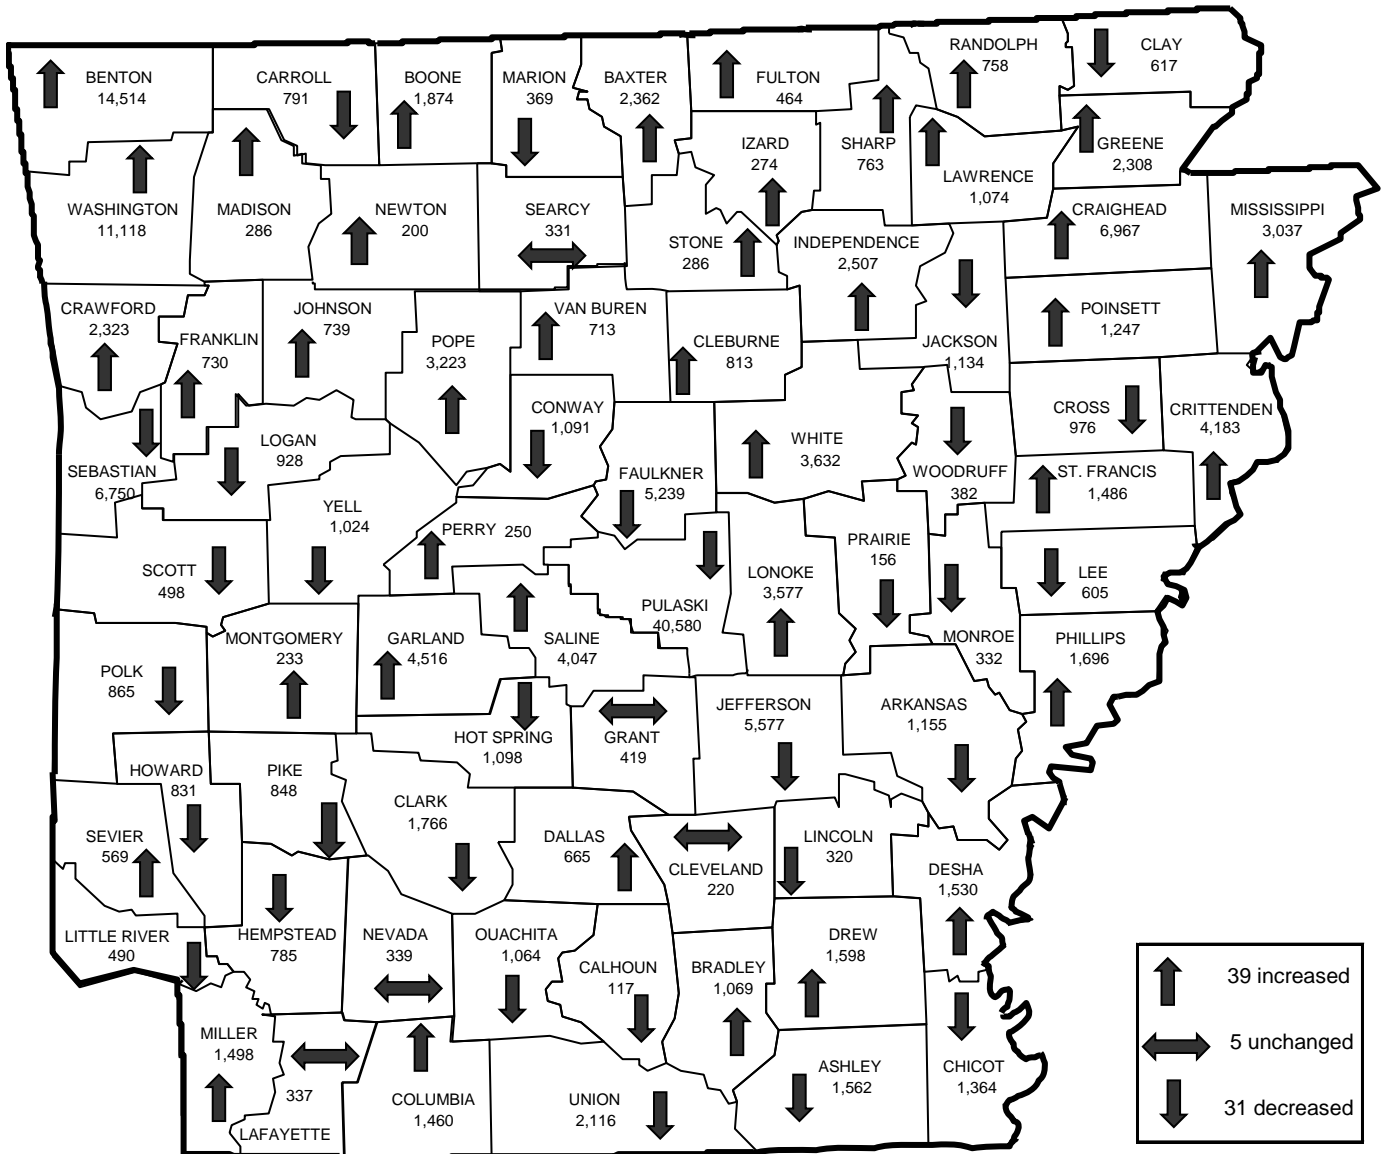 BENTON
14,514
CARROLL
791
BOONE
1,874
MARION
369
BAXTER
2,362
FULTON
464
RANDOLPH
758
CLAY
617
IZARD
274
SHARP
763
GREENE
2,308
LAWRENCE
1,074
WASHINGTON
11,118
MADISON
286
NEWTON
200
SEARCY
331
STONE
286
INDEPENDENCE
2,507
CRAIGHEAD
6,967
MISSISSIPPI
3,037
CRAWFORD
2,323
FRANKLIN
730
JOHNSON
739
POPE
3,223
VAN BUREN
713
CLEBURNE
813
JACKSON
1,134
POINSETT
1,247
LOGAN
928
CONWAY
1,091
WHITE
3,632
CROSS
976
CRITTENDEN
4,183
SEBASTIAN
6,750
YELL
1,024
FAULKNER
5,239
WOODRUFF
382
ST. FRANCIS
1,486
PERRY 250
PRAIRIE
156
SCOTT
498
LONOKE
3,577
LEE
605
PULASKI
40,580
MONTGOMERY
233
GARLAND
4,516
SALINE
4,047
MONROE
332
PHILLIPS
1,696
POLK
865
HOT SPRING
1,098
GRANT
419
JEFFERSON
5,577
ARKANSAS
1,155
HOWARD
831
PIKE
848
CLARK
1,766
SEVIER
569
DALLAS
665
CLEVELAND
220
LINCOLN
320
DESHA
1,530
LITTLE RIVER
490
HEMPSTEAD
785
NEVADA
339
OUACHITA
1,064
CALHOUN
117
BRADLEY
1,069
DREW
1,598
MILLER
1,498
337
LAFAYETTE
COLUMBIA
1,460
UNION
2,116
ASHLEY
1,562
CHICOT
1,364
39 increased
5 unchanged
31 decreased